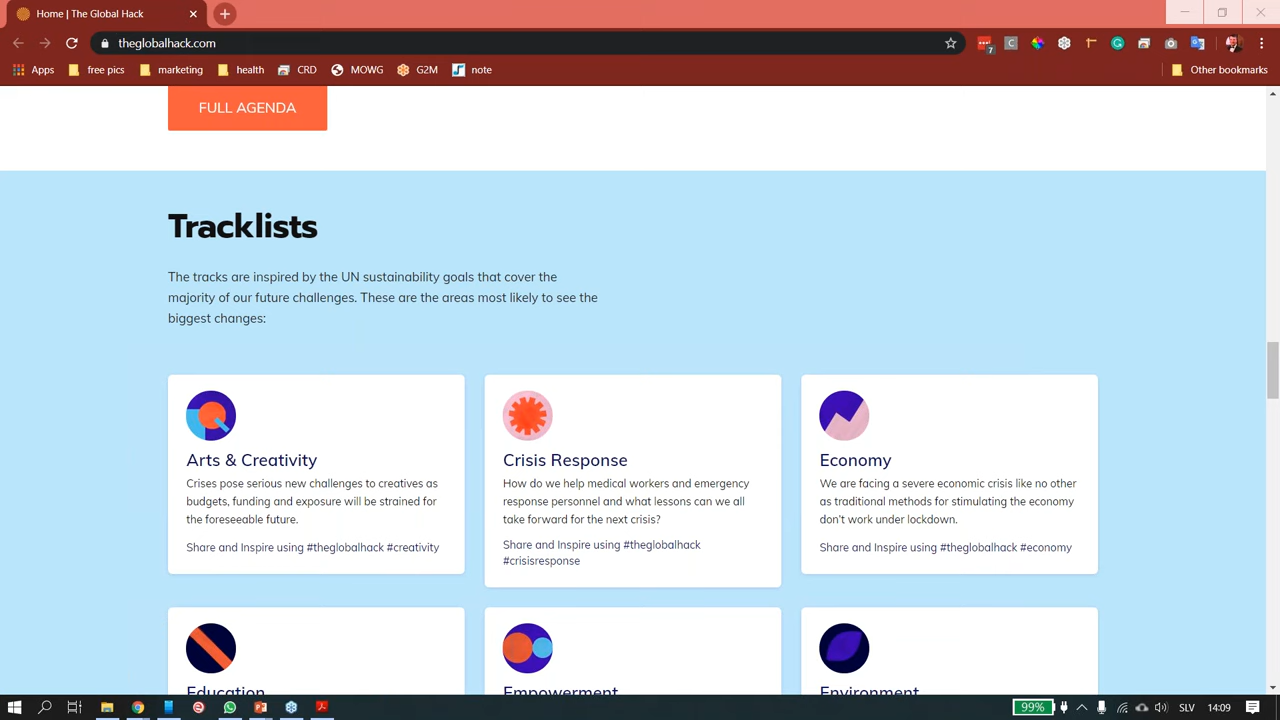 Home | The Global Hack
theglobalhack.com
7
Apps
free pics
marketing
health
CRD
MOWG
G2M
note
Other bookmarks
FULL AGENDA
Tracklists
The tracks are inspired by the UN sustainability goals that cover the
majority of our future challenges. These are the areas most likely to see the
biggest changes:
Arts & Creativity
Crises pose serious new challenges to creatives as
budgets, funding and exposure will be strained for
the foreseeable future.
Share and Inspire using #theglobalhack #creativity
Crisis Response
How do we help medical workers and emergency
response personnel and what lessons can we all
take forward for the next crisis?
Share and Inspire using #theglobalhack
#crisisresponse
Economy
We are facing a severe economic crisis like no other
as traditional methods for stimulating the economy
don't work under lockdown.
Share and Inspire using #theglobalhack #economy
Education
Empowerment
Environment
99%
SLV
14:09